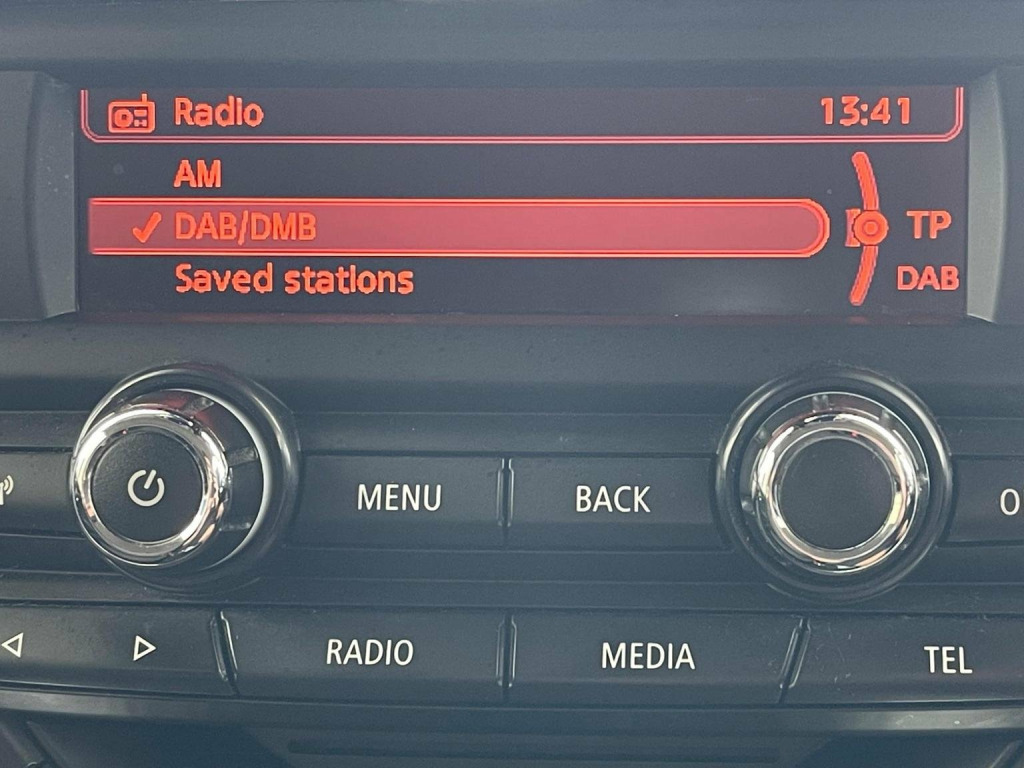 Radio 13:41
AM
DAB/DMB TP
Saved stations DAB
MENU BACK
RADIO MEDIA TEL